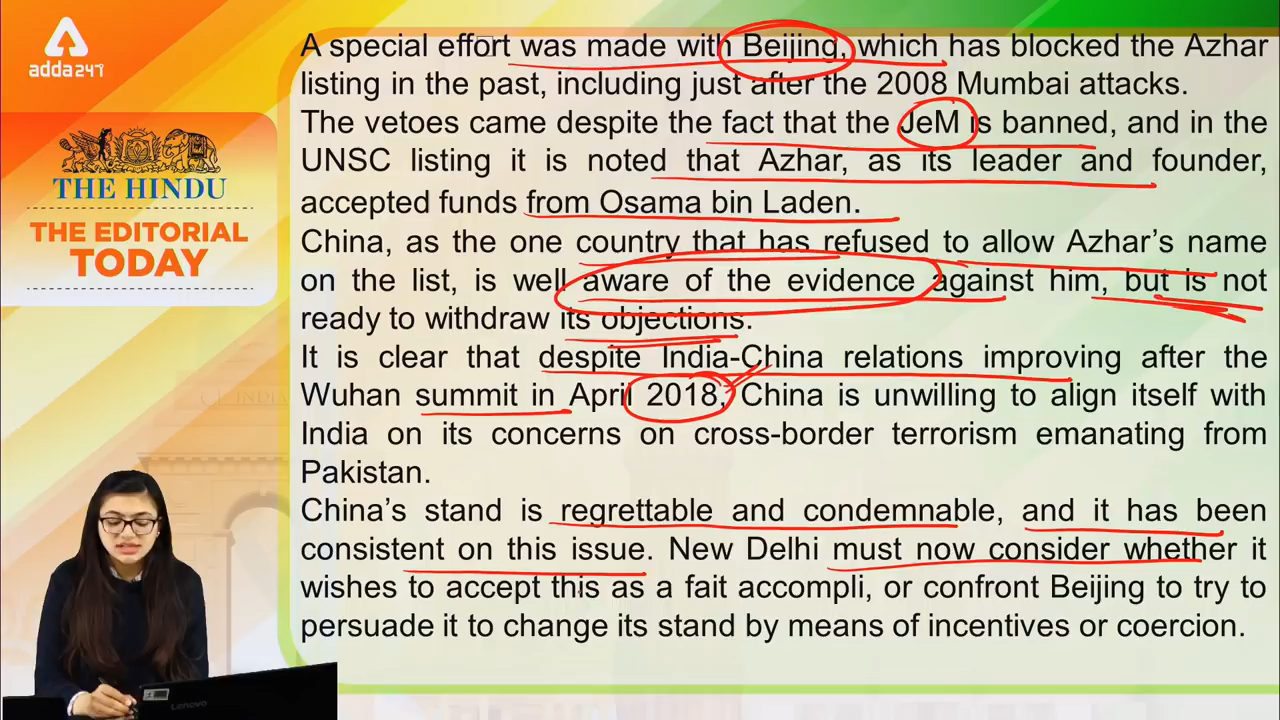 adda247
THE HINDU
THE EDITORIAL
TODAY
A special effort was made with Beijing, which has blocked the Azhar
listing in the past, including just after the 2008 Mumbai attacks.
The vetoes came despite the fact that the JeM is banned, and in the
UNSC listing it is noted that Azhar, as its leader and founder,
accepted funds from Osama bin Laden.
China, as the one country that has refused to allow Azhar's name
on the list, is well aware of the evidence against him, but is not
ready to withdraw its objections.
It is clear that despite India-China relations improving after the
Wuhan summit in April 2018, China is unwilling to align itself with
India on its concerns on cross-border terrorism emanating from
Pakistan.
China's stand is regrettable and condemnable, and it has been
consistent on this issue. New Delhi must now consider whether it
wishes to accept this as a fait accompli, or confront Beijing to try to
persuade it to change its stand by means of incentives or coercion.
Lenovo